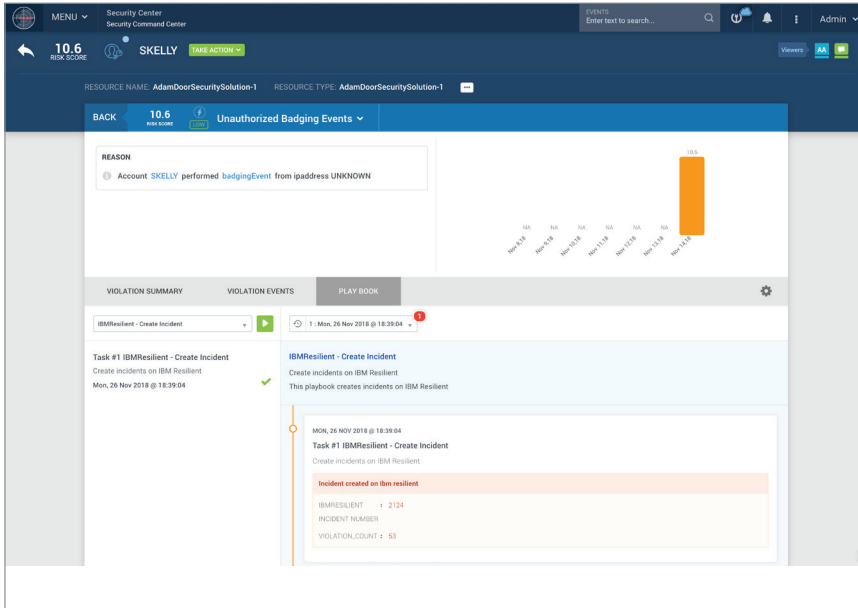 MENU
Security Center
Security Command Center
EVENTS
Enter text to search...
Admin
10.6
RISK SCORE
SKELLY
TAKE ACTION
Viewers
AA
RESOURCE NAME: AdamDoorSecuritySolution-1 RESOURCE TYPE: AdamDoorSecuritySolution-1
BACK
10.6
RISK SCORE
LOW
Unauthorized Badging Events
REASON
Account SKELLY performed badgingEvent from ipaddress UNKNOWN
10.6
NA NA NA NA NA NA
Nov 8,18 Nov 9,18 Nov 10,18 Nov 11,18 Nov 12,18 Nov 13,18 Nov 14,18
VIOLATION SUMMARY VIOLATION EVENTS PLAY BOOK
IBMResilient - Create Incident
1 : Mon, 26 Nov 2018 @ 18:39:04
1
Task #1 IBMResilient - Create Incident
Create incidents on IBM Resilient
Mon, 26 Nov 2018 @ 18:39:04
IBMResilient - Create Incident
Create incidents on IBM Resilient
This playbook creates incidents on IBM Resilient
MON, 26 NOV 2018 @ 18:39:04
Task #1 IBMResilient - Create Incident
Create incidents on IBM Resilient
Incident created on Ibm resilient
IBMRESILIENT : 2124
INCIDENT NUMBER
VIOLATION_COUNT : 53